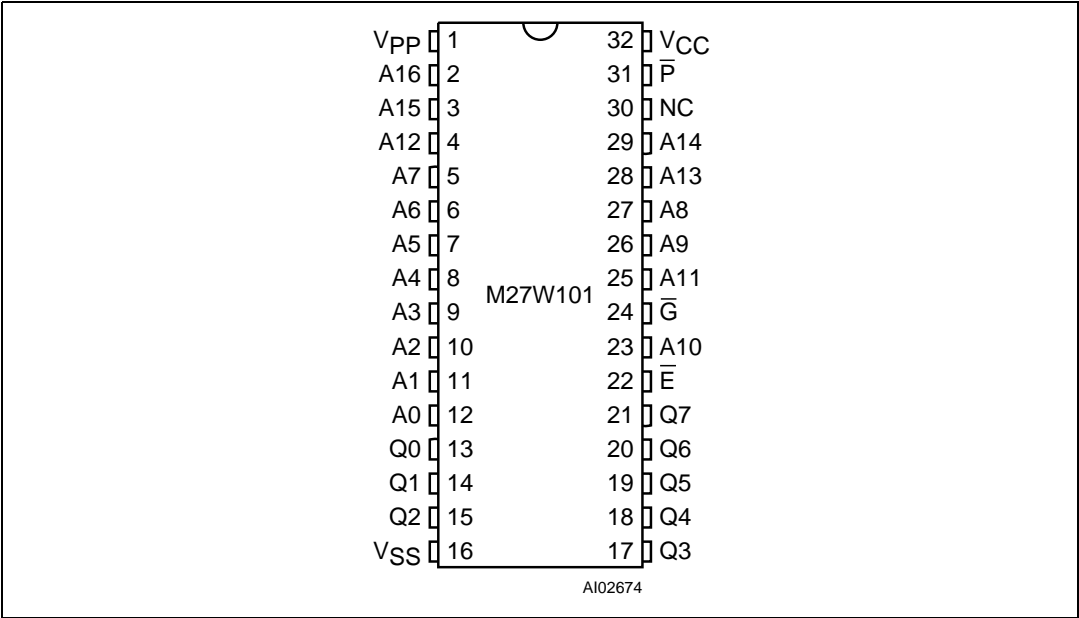 VPP 1 32 VCC
A16 2 31 P̅
A15 3 30 NC
A12 4 29 A14
A7 5 28 A13
A6 6 27 A8
A5 7 26 A9
A4 8 25 A11
M27W101
A3 9 24 G̅
A2 10 23 A10
A1 11 22 E̅
A0 12 21 Q7
Q0 13 20 Q6
Q1 14 19 Q5
Q2 15 18 Q4
VSS 16 17 Q3
AI02674